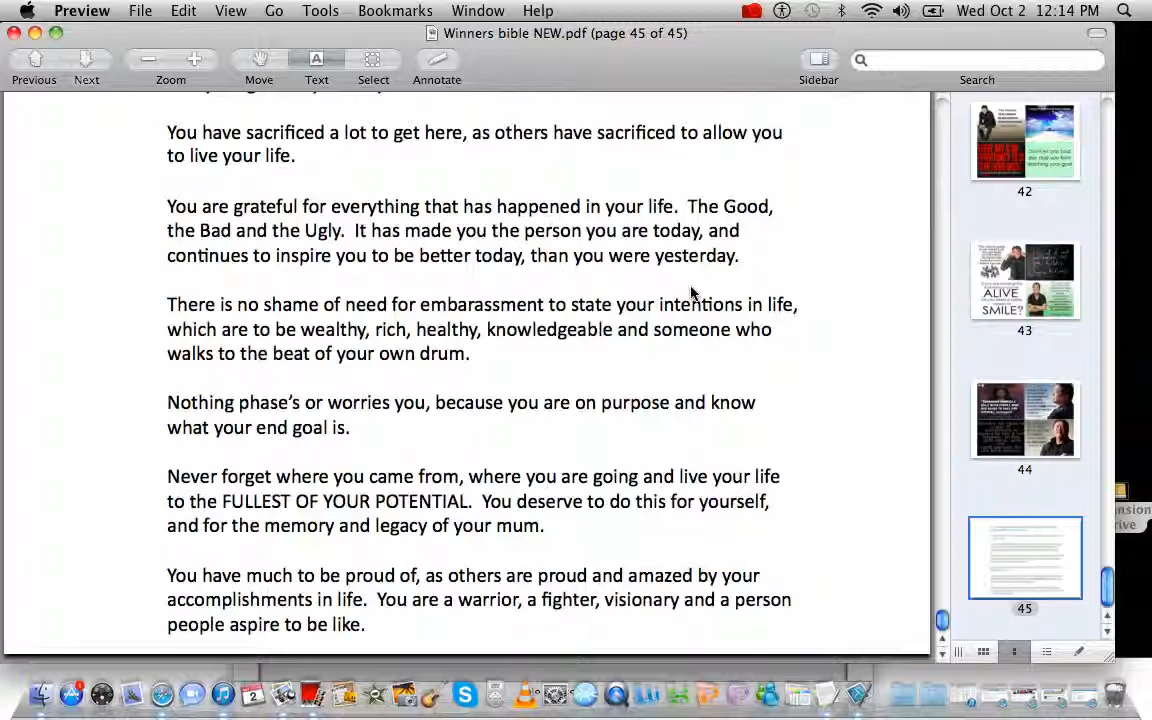 Preview File Edit View Go Tools Bookmarks Window Help Wed Oct 2 12:14 PM
Winners bible NEW.pdf (page 45 of 45)
Previous Next Zoom Move Text Select Annotate Sidebar Search
You have sacrificed a lot to get here, as others have sacrificed to allow you
to live your life.
You are grateful for everything that has happened in your life. The Good,
the Bad and the Ugly. It has made you the person you are today, and
continues to inspire you to be better today, than you were yesterday.
There is no shame of need for embarassment to state your intentions in life,
which are to be wealthy, rich, healthy, knowledgeable and someone who
walks to the beat of your own drum.
Nothing phase's or worries you, because you are on purpose and know
what your end goal is.
Never forget where you came from, where you are going and live your life
to the FULLEST OF YOUR POTENTIAL. You deserve to do this for yourself,
and for the memory and legacy of your mum.
You have much to be proud of, as others are proud and amazed by your
accomplishments in life. You are a warrior, a fighter, visionary and a person
people aspire to be like.
42
ALIVE
SMILE?
43
44
45
nsion
rive
2